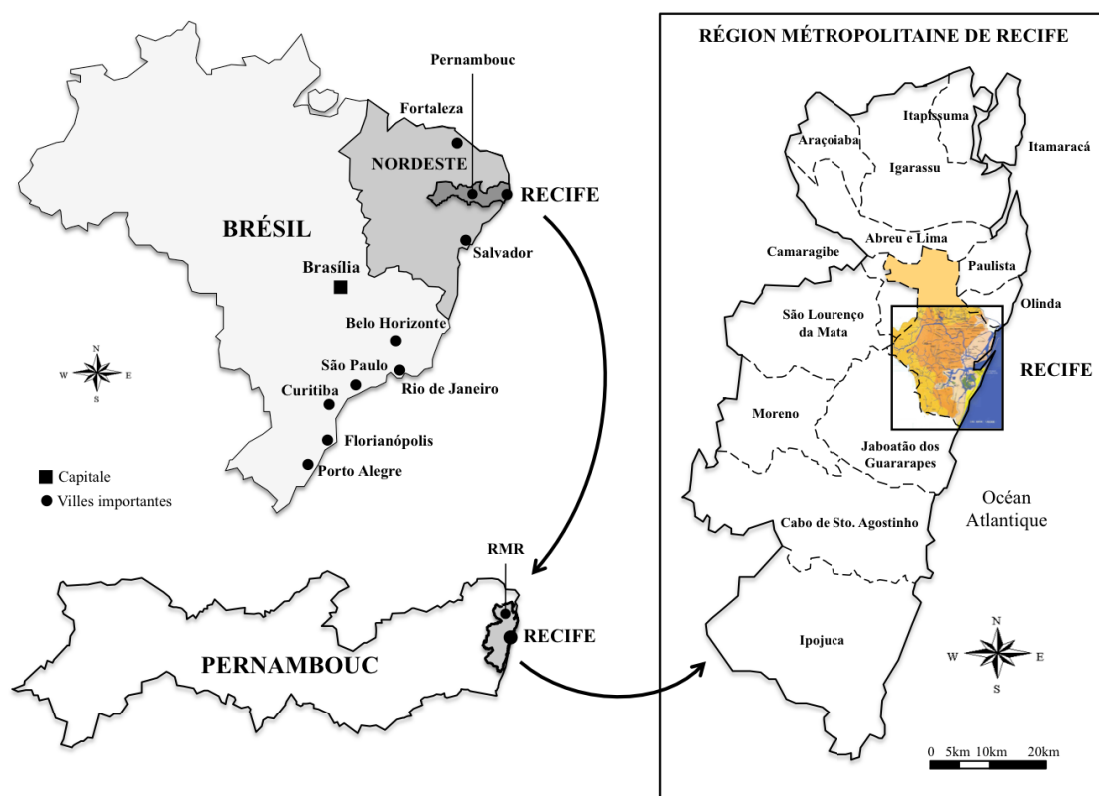 Pernambouc
Fortaleza
NORDESTE
RECIFE
BRÉSIL
Salvador
Brasília
Belo Horizonte
São Paulo
Rio de Janeiro
Curitiba
Florianópolis
Porto Alegre
N
W
E
S
Capitale
Villes importantes
RMR
RECIFE
PERNAMBOUC
RÉGION MÉTROPOLITAINE DE RECIFE
Itapissuma
Araçoiaba
Itamaracá
Igarassu
Abreu e Lima
Camaragibe
Paulista
Olinda
São Lourenço
da Mata
RECIFE
Moreno
Jaboatão dos
Guararapes
Océan
Atlantique
Cabo de Sto. Agostinho
Ipojuca
N
W
E
S
0 5km 10km 20km